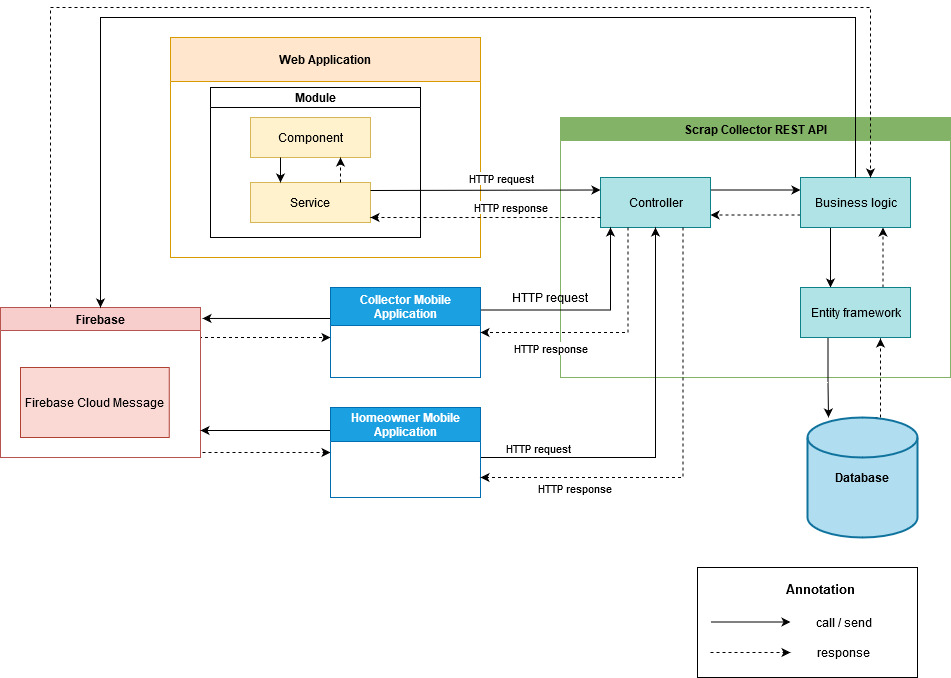 Web Application
Module
Component
Service
Scrap Collector REST API
HTTP request
HTTP response
Controller
Business logic
Collector Mobile
Application
HTTP request
HTTP response
Entity framework
Firebase
Firebase Cloud Message
Homeowner Mobile
Application
HTTP request
HTTP response
Database
Annotation
call / send
response